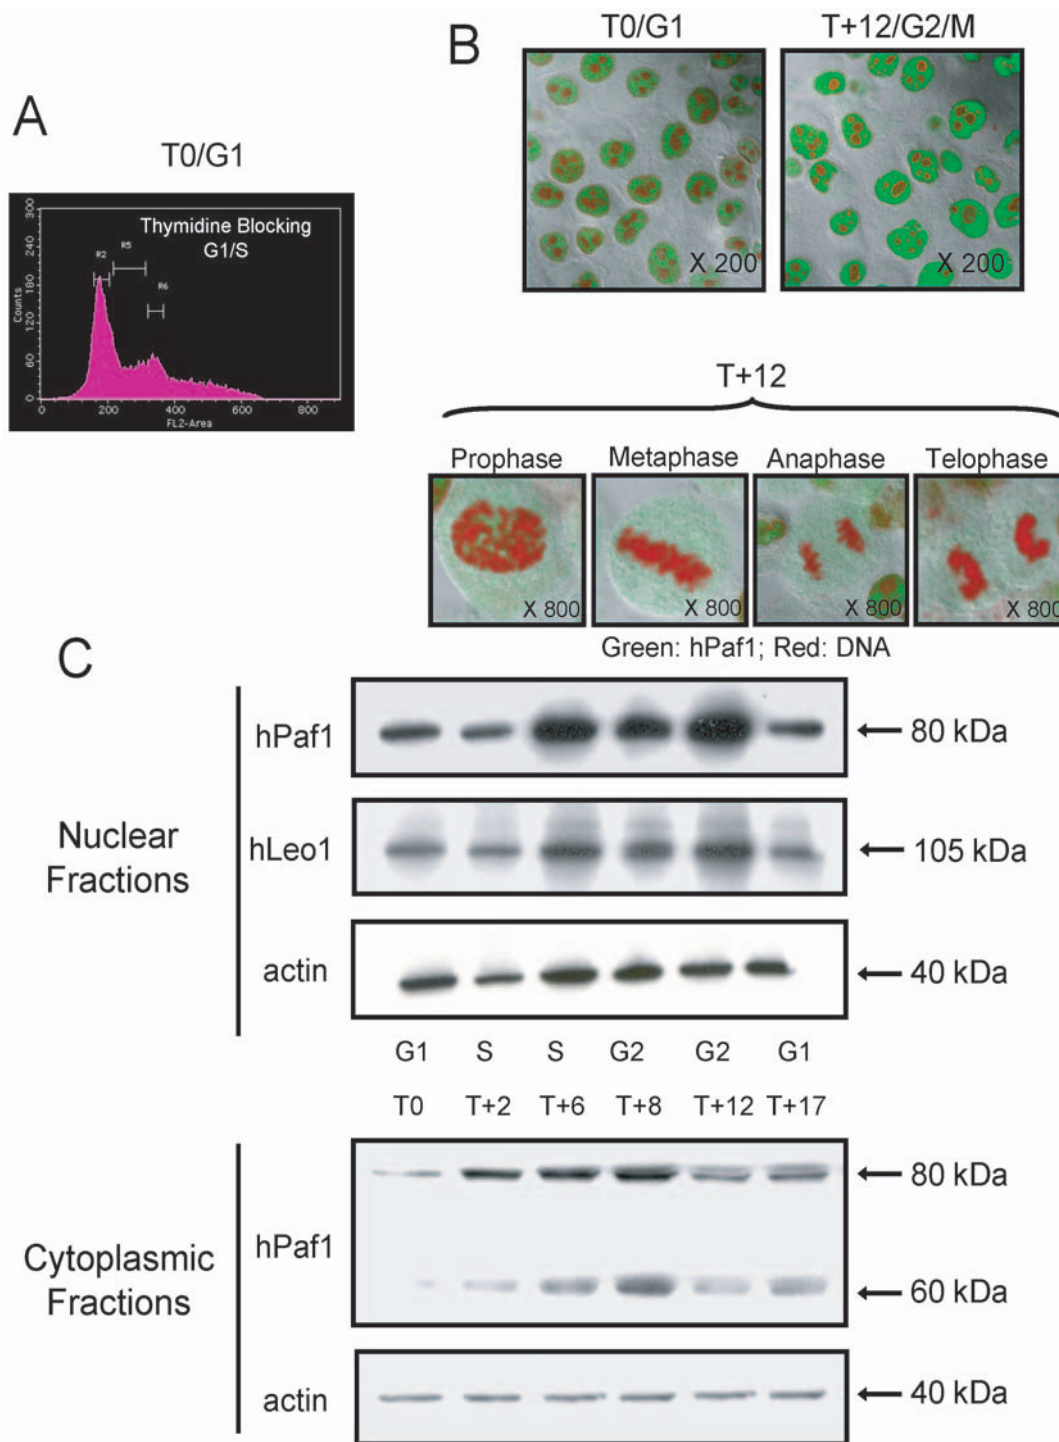 A
T0/G1
Thymidine Blocking
G1/S
R2
R5
R6
Counts
300
240
180
120
60
0
0 200 400 600 800
FL2-Area
B
T0/G1 T+12/G2/M
X 200 X 200
T+12
Prophase Metaphase Anaphase Telophase
X 800 X 800 X 800 X 800
Green: hPaf1; Red: DNA
C
Nuclear
Fractions
hPaf1 80 kDa
hLeo1 105 kDa
actin 40 kDa
G1 S S G2 G2 G1
T0 T+2 T+6 T+8 T+12 T+17
Cytoplasmic
Fractions
hPaf1 80 kDa
60 kDa
actin 40 kDa